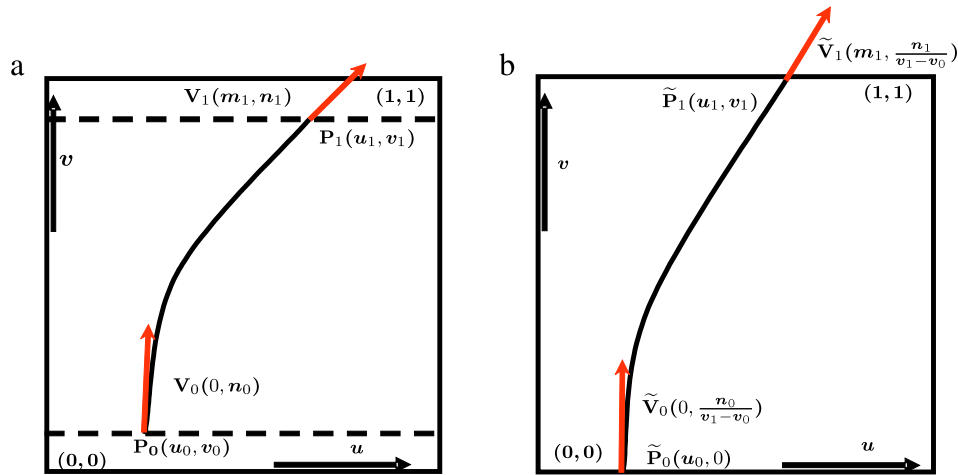 a
V₁(m₁, n₁)
(1, 1)
P₁(u₁, v₁)
v
V₀(0, n₀)
P₀(u₀, v₀)
u
(0, 0)
b
Ṽ₁(m₁, n₁/(v₁−v₀))
(1, 1)
P̃₁(u₁, v₁)
v
Ṽ₀(0, n₀/(v₁−v₀))
(0, 0)
P̃₀(u₀, 0)
u